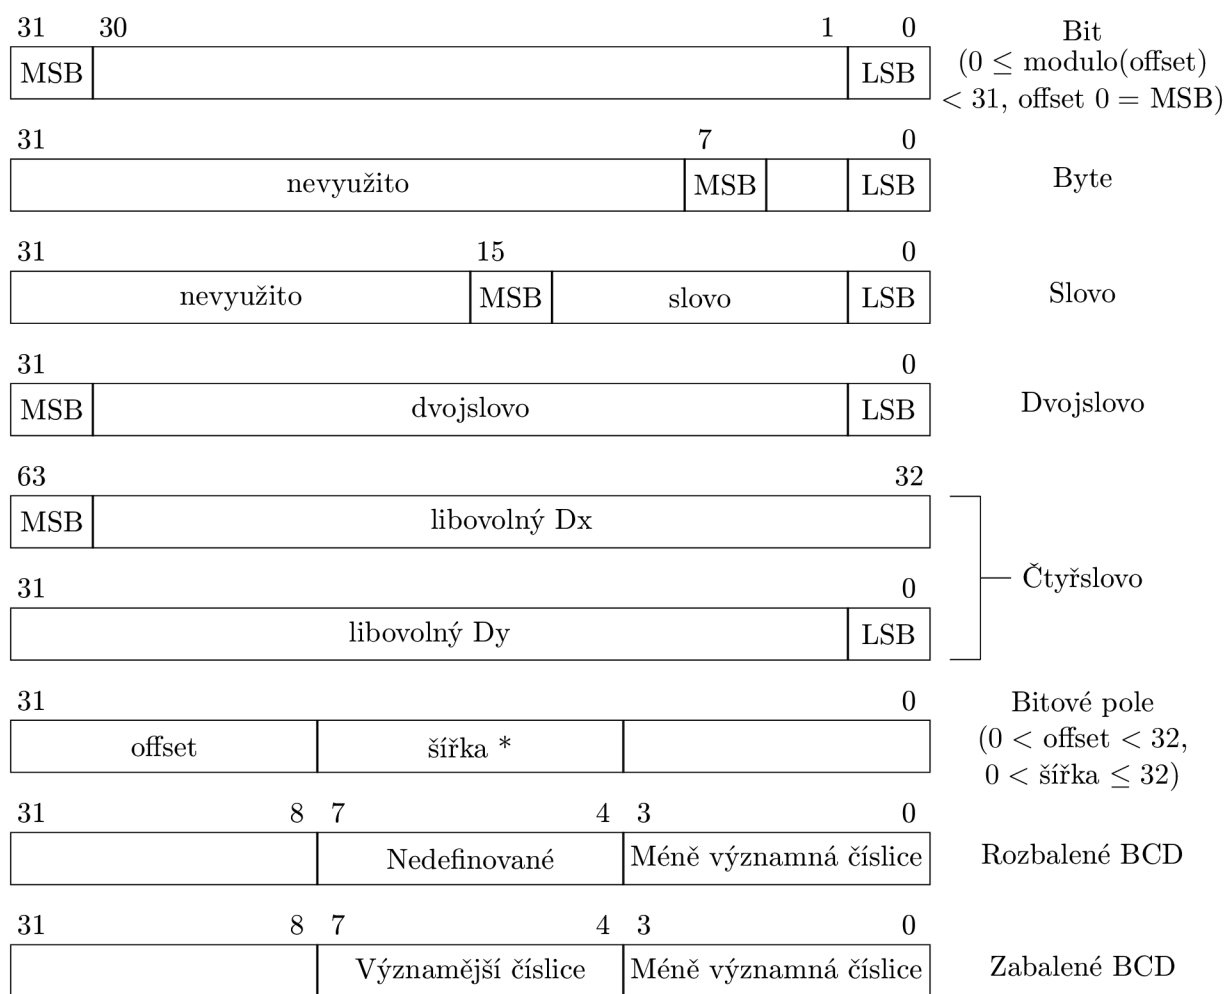 31 30 1 0
MSB LSB
Bit
(0 ≤ modulo(offset)
< 31, offset 0 = MSB)
31 7 0
nevyužito MSB LSB
Byte
31 15 0
nevyužito MSB slovo LSB
Slovo
31 0
MSB dvojslovo LSB
Dvojslovo
63 32
MSB libovolný Dx
31 0
libovolný Dy LSB
Čtyřslovo
31 0
offset šířka *
Bitové pole
(0 < offset < 32,
0 < šířka ≤ 32)
31 8 7 4 3 0
Nedefinované Méně významná číslice
Rozbalené BCD
31 8 7 4 3 0
Významější číslice Méně významná číslice
Zabalené BCD